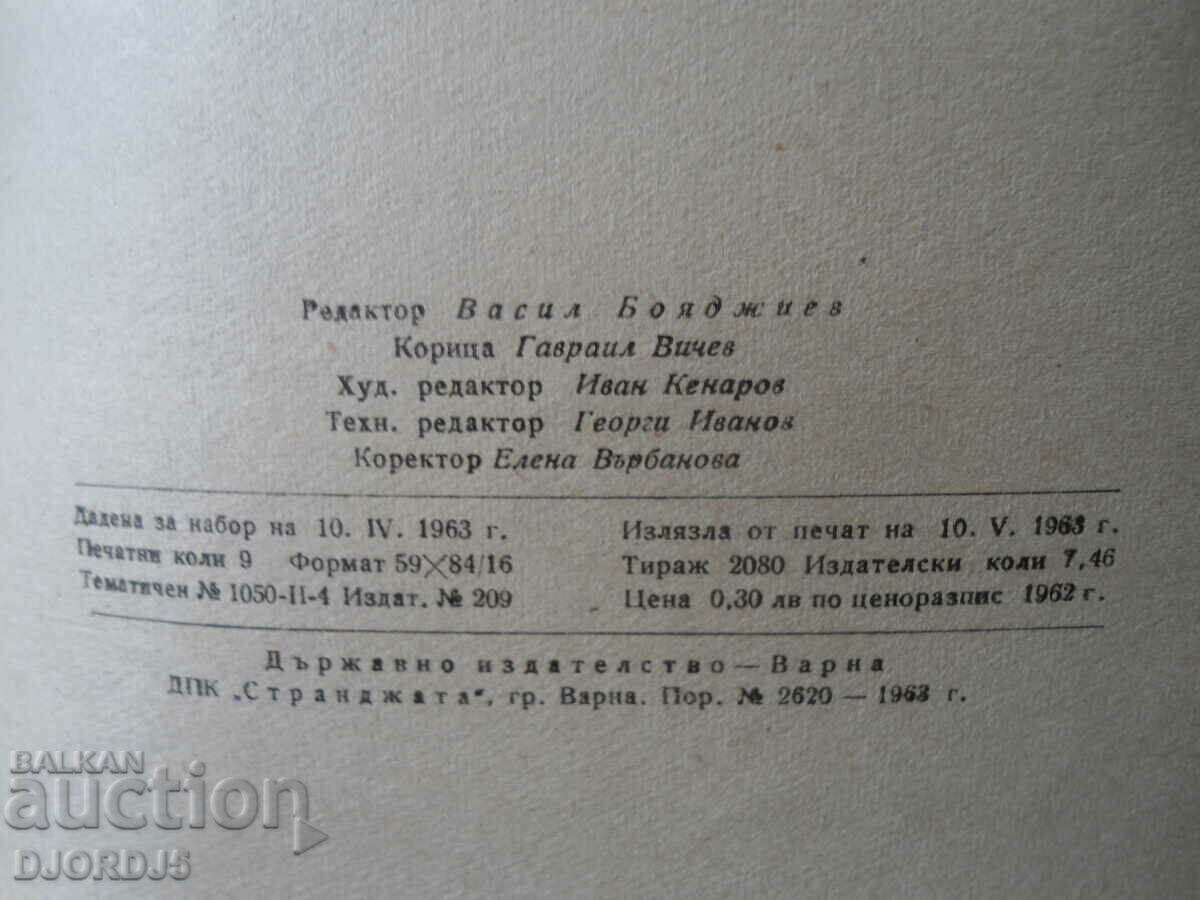 Редактор Васил Бояджиев
Корица Гавраил Вичев
Худ. редактор Иван Кенаров
Техн. редактор Георги Иванов
Коректор Елена Върбанова
Дадена за набор на 10. IV. 1963 г. Излязла от печат на 10. V. 1963 г.
Печатни коли 9 Формат 59×84/16 Тираж 2080 Издателски коли 7,46
Тематичен № 1050-II-4 Издат. № 209 Цена 0,30 лв по ценоразпис 1962 г.
Държавно издателство — Варна
ДПК „Странджата“, гр. Варна. Пор. № 2620 — 1963 г.
BALKAN
auction
DJORDJ5